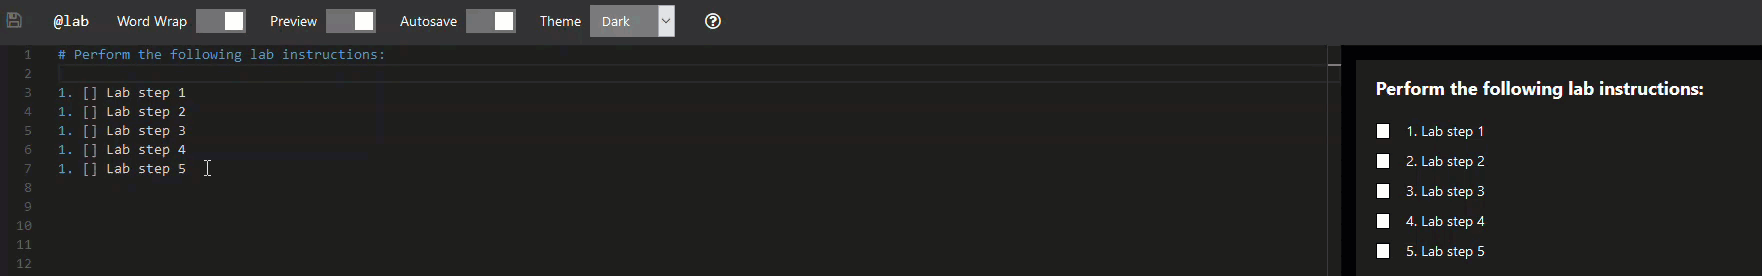 @lab Word Wrap Preview Autosave Theme Dark
1 # Perform the following lab instructions:
2
3 1. [] Lab step 1
4 1. [] Lab step 2
5 1. [] Lab step 3
6 1. [] Lab step 4
7 1. [] Lab step 5
8
9
10
11
12
Perform the following lab instructions:
1. Lab step 1
2. Lab step 2
3. Lab step 3
4. Lab step 4
5. Lab step 5